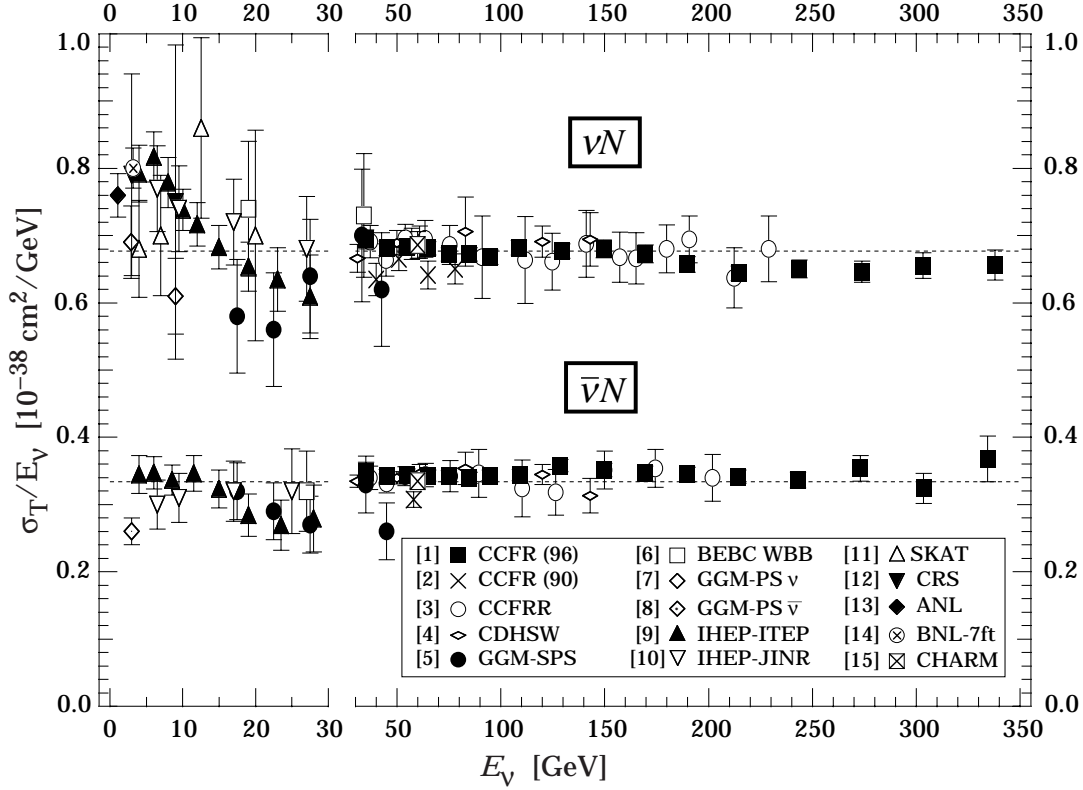 0 10 20 30 50 100 150 200 250 300 350
1.0 1.0
0.8 0.8
0.6 0.6
0.4 0.4
0.2 0.2
0.0 0.0
νN
ν̅N
σT/Eν [10⁻³⁸ cm²/GeV]
[1] CCFR (96)
[2] CCFR (90)
[3] CCFRR
[4] CDHSW
[5] GGM-SPS
[6] BEBC WBB
[7] GGM-PS ν
[8] GGM-PS ν̅
[9] IHEP-ITEP
[10] IHEP-JINR
[11] SKAT
[12] CRS
[13] ANL
[14] BNL-7ft
[15] CHARM
0 10 20 30 50 100 150 200 250 300 350
Eν [GeV]